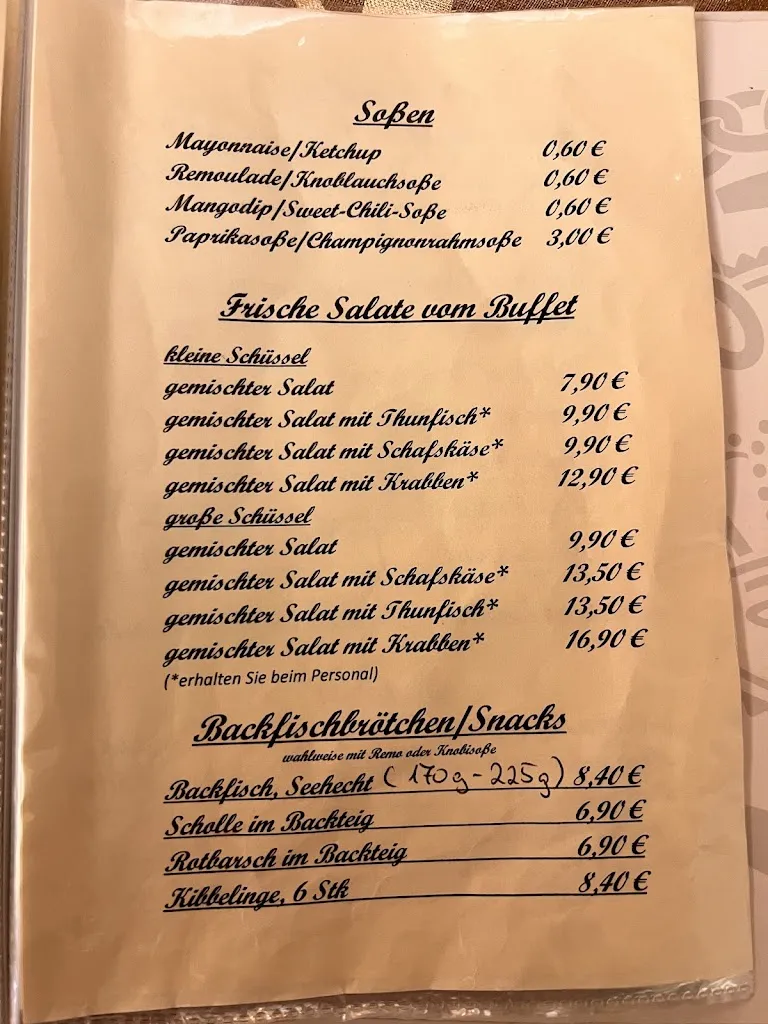 Soßen
Mayonnaise/Ketchup 0,60 €
Remoulade/Knoblauchsoße 0,60 €
Mangodip/Sweet-Chili-Soße 0,60 €
Paprikasoße/Champignonrahmsoße 3,00 €
Frische Salate vom Buffet
kleine Schüssel
gemischter Salat 7,90 €
gemischter Salat mit Thunfisch* 9,90 €
gemischter Salat mit Schafskäse* 9,90 €
gemischter Salat mit Krabben* 12,90 €
große Schüssel
gemischter Salat 9,90 €
gemischter Salat mit Schafskäse* 13,50 €
gemischter Salat mit Thunfisch* 13,50 €
gemischter Salat mit Krabben* 16,90 €
(*erhalten Sie beim Personal)
Backfischbrötchen/Snacks
wahlweise mit Remo oder Knobisoße
Backfisch, Seehecht (170g-225g) 8,40 €
Scholle im Backteig 6,90 €
Rotbarsch im Backteig 6,90 €
Kibbelinge, 6 Stk 8,40 €